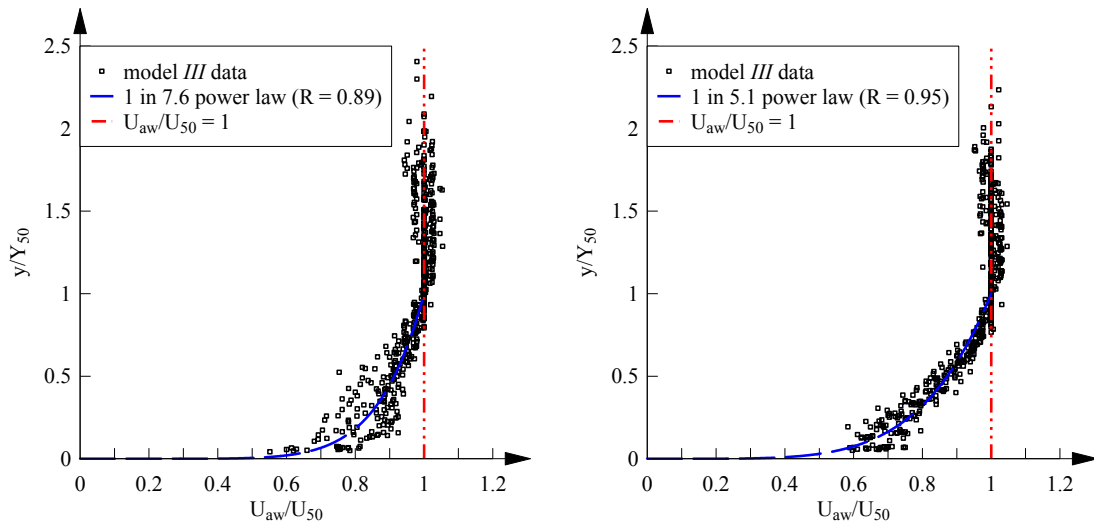 2.5
2
1.5
1
0.5
0
y/Y50
model III data
1 in 7.6 power law (R = 0.89)
Uaw/U50 = 1
0 0.2 0.4 0.6 0.8 1 1.2
Uaw/U50
2.5
2
1.5
1
0.5
0
y/Y50
model III data
1 in 5.1 power law (R = 0.95)
Uaw/U50 = 1
0 0.2 0.4 0.6 0.8 1 1.2
Uaw/U50